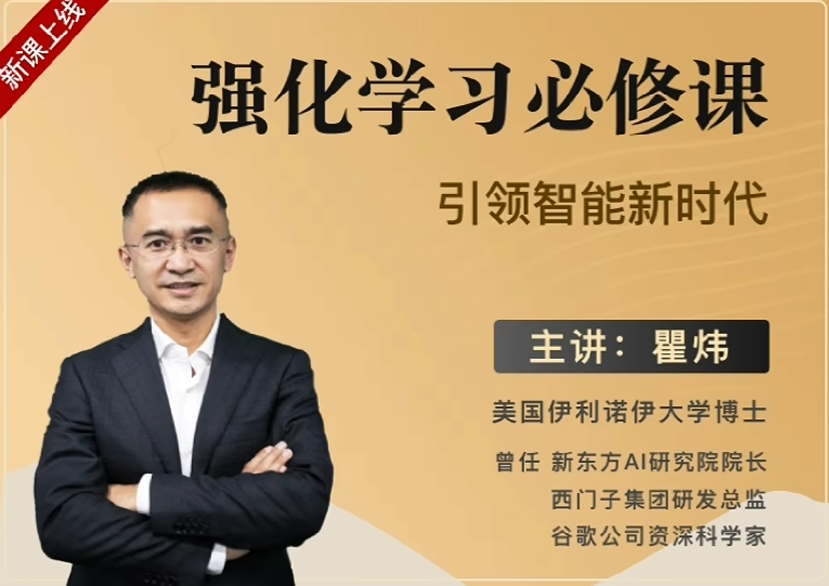 新课上线
强化学习必修课
引领智能新时代
主讲：瞿炜
美国伊利诺伊大学博士
曾任 新东方AI研究院院长
西门子集团研发总监
谷歌公司资深科学家